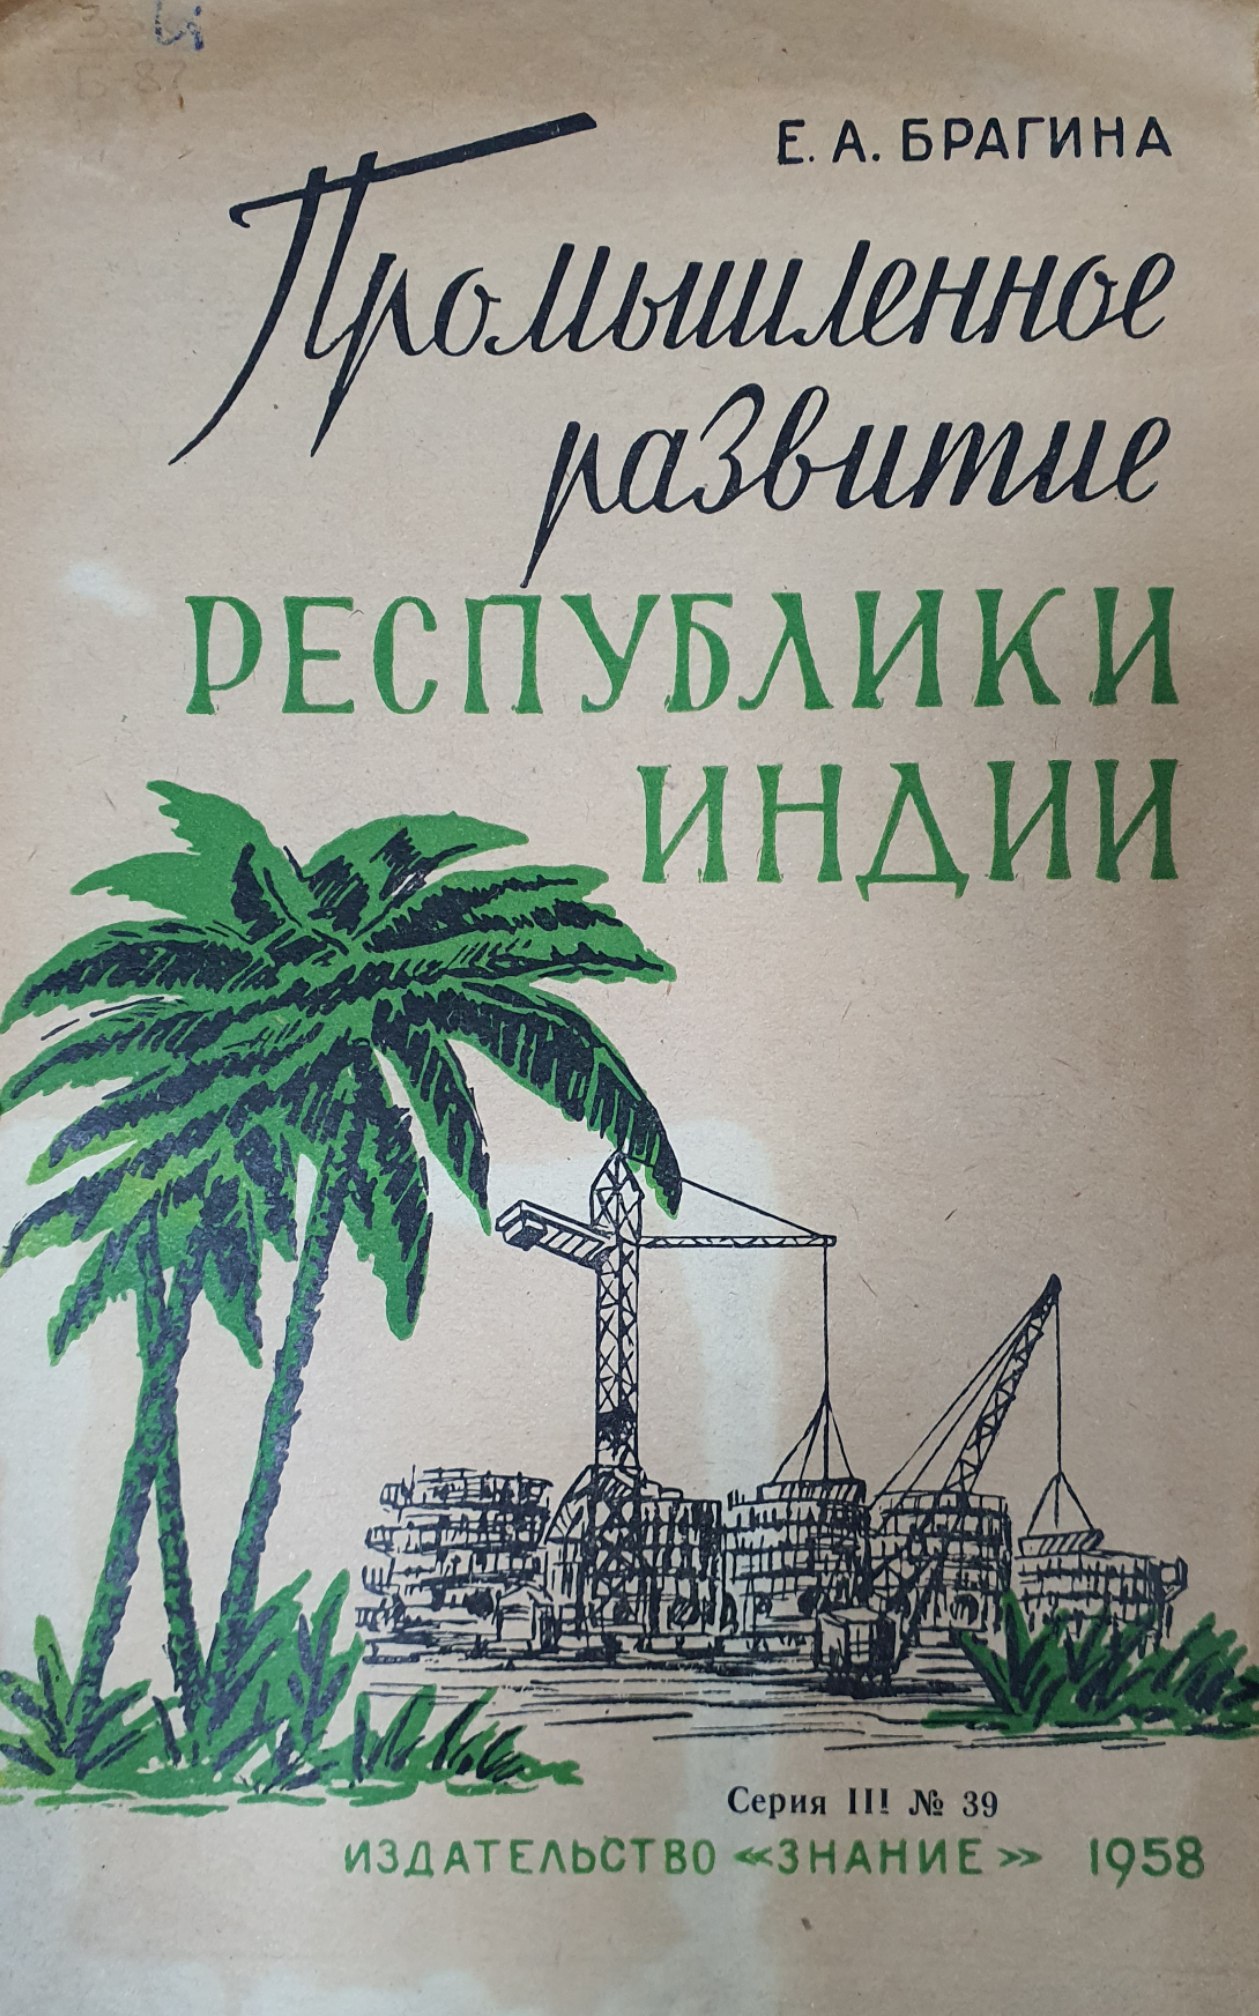 Е. А. БРАГИНА
Промышленное
развитие
РЕСПУБЛИКИ
ИНДИИ
Серия III № 39
ИЗДАТЕЛЬСТВО «ЗНАНИЕ» 1958